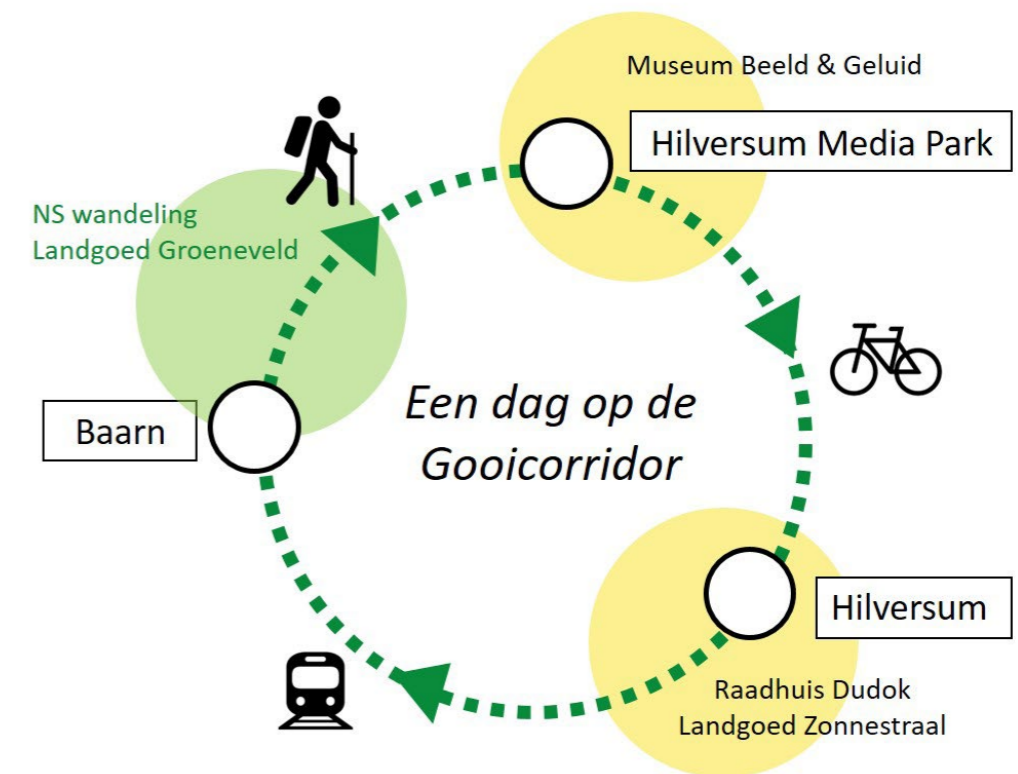 Museum Beeld & Geluid
Hilversum Media Park
NS wandeling
Landgoed Groeneveld
Baarn
Een dag op de
Gooicorridor
Hilversum
Raadhuis Dudok
Landgoed Zonnestraal